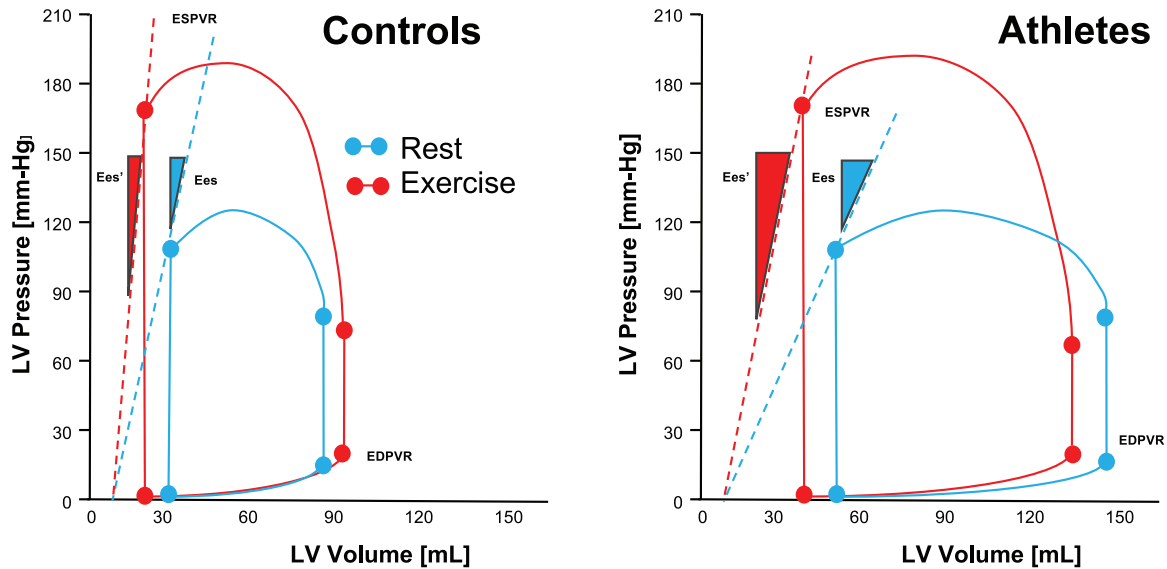 Controls
LV Pressure [mm-Hg]
210
180
150
120
90
60
30
0
ESPVR
Ees’
Ees
Rest
Exercise
EDPVR
0
30
60
90
120
150
LV Volume [mL]
Athletes
LV Pressure [mm-Hg]
210
180
150
120
90
60
30
0
ESPVR
Ees’
Ees
EDPVR
0
30
60
90
120
150
LV Volume [mL]